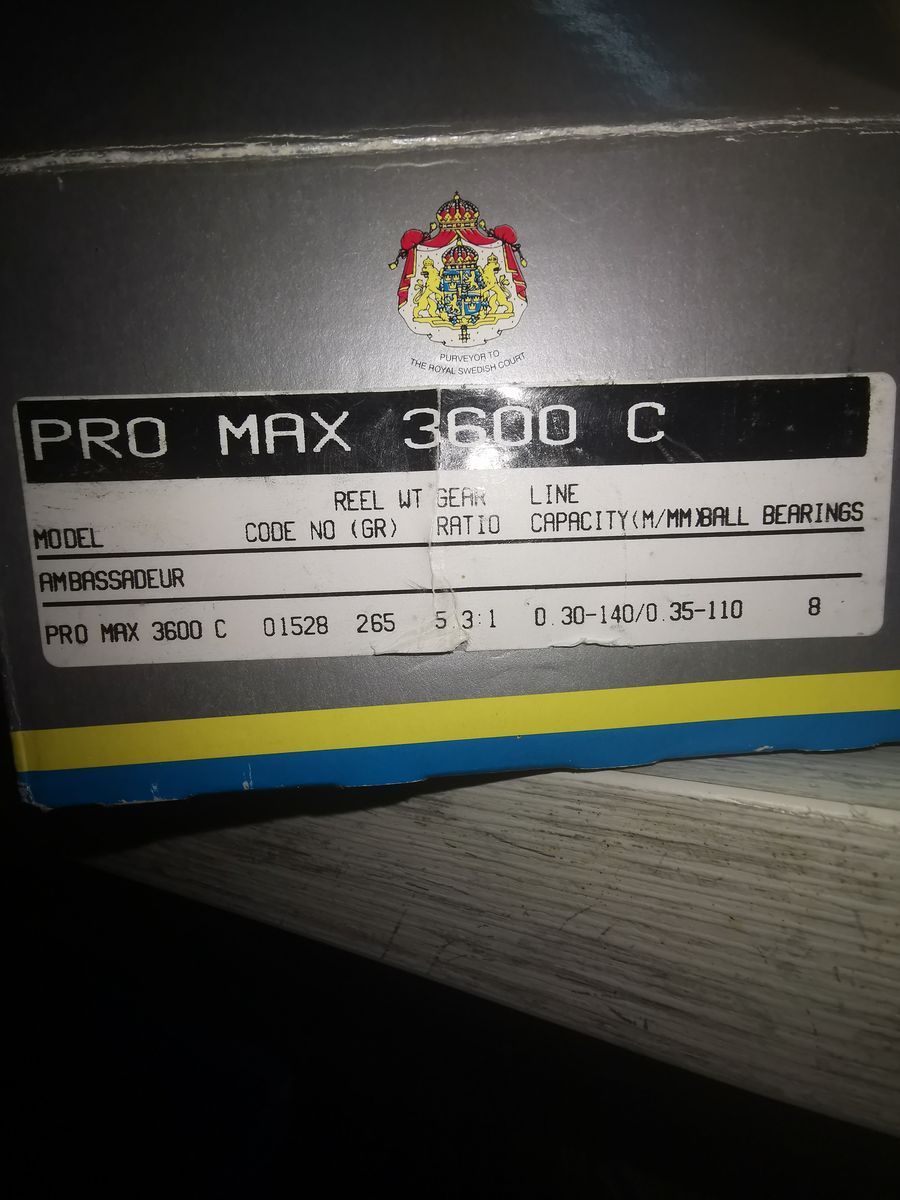 PURVEYOR TO
THE ROYAL SWEDISH COURT
PRO MAX 3600 C
REEL WT GEAR LINE
MODEL CODE NO (GR) RATIO CAPACITY(M/MM) BALL BEARINGS
AMBASSADEUR
PRO MAX 3600 C 01528 265 5.3:1 0.30-140/0.35-110 8